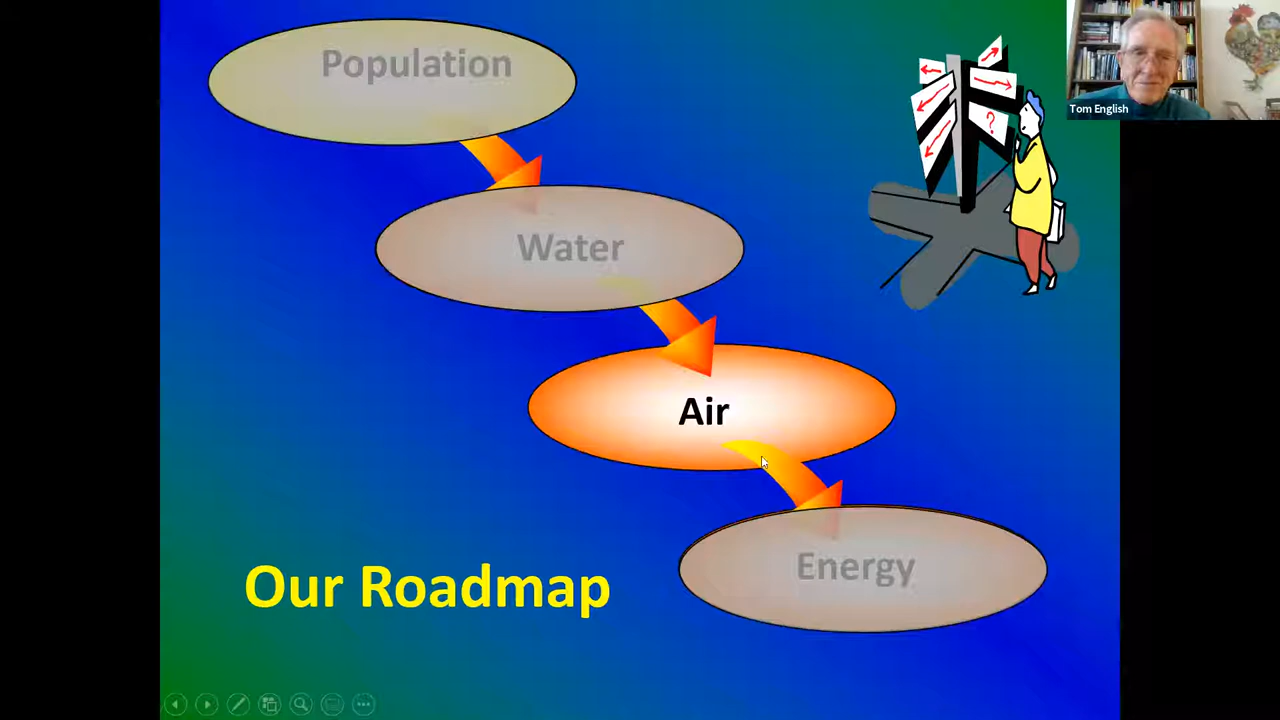 Population
Tom English
?
Water
Air
Energy
Our Roadmap